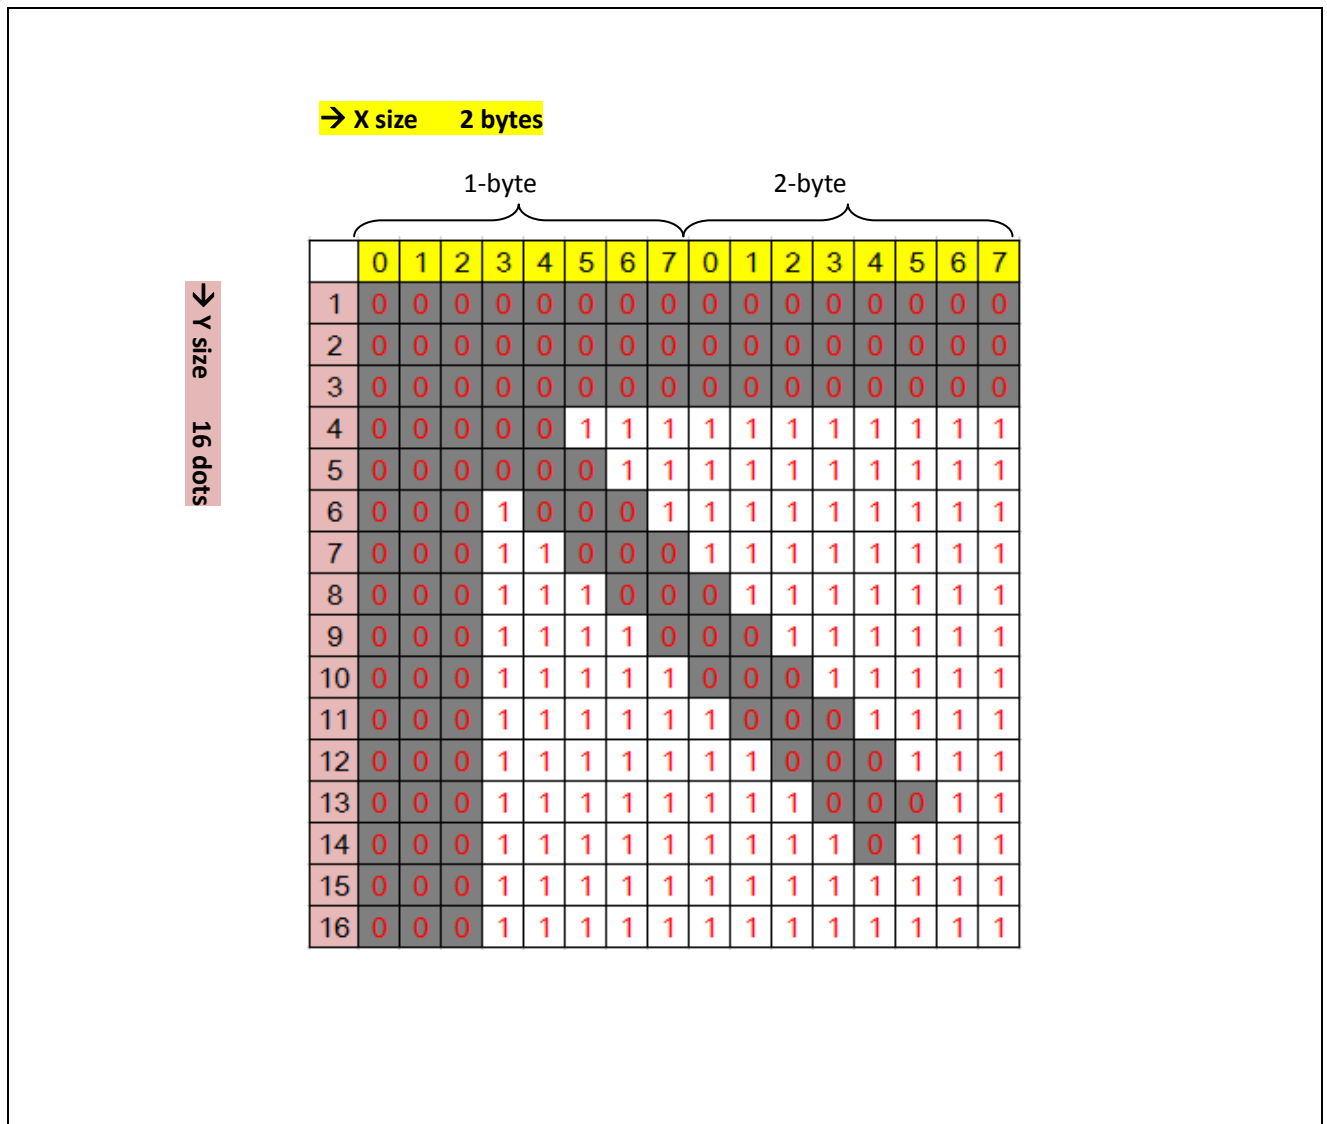 → X size 2 bytes
1-byte 2-byte
0 1 2 3 4 5 6 7 0 1 2 3 4 5 6 7
→ Y size 16 dots
1 0 0 0 0 0 0 0 0 0 0 0 0 0 0 0 0
2 0 0 0 0 0 0 0 0 0 0 0 0 0 0 0 0
3 0 0 0 0 0 0 0 0 0 0 0 0 0 0 0 0
4 0 0 0 0 0 1 1 1 1 1 1 1 1 1 1 1
5 0 0 0 0 0 0 1 1 1 1 1 1 1 1 1 1
6 0 0 0 1 0 0 0 1 1 1 1 1 1 1 1 1
7 0 0 0 1 1 0 0 0 1 1 1 1 1 1 1 1
8 0 0 0 1 1 1 0 0 0 1 1 1 1 1 1 1
9 0 0 0 1 1 1 1 0 0 0 1 1 1 1 1 1
10 0 0 0 1 1 1 1 1 0 0 0 1 1 1 1 1
11 0 0 0 1 1 1 1 1 1 0 0 0 1 1 1 1
12 0 0 0 1 1 1 1 1 1 1 0 0 0 1 1 1
13 0 0 0 1 1 1 1 1 1 1 1 0 0 0 1 1
14 0 0 0 1 1 1 1 1 1 1 1 1 0 1 1 1
15 0 0 0 1 1 1 1 1 1 1 1 1 1 1 1 1
16 0 0 0 1 1 1 1 1 1 1 1 1 1 1 1 1